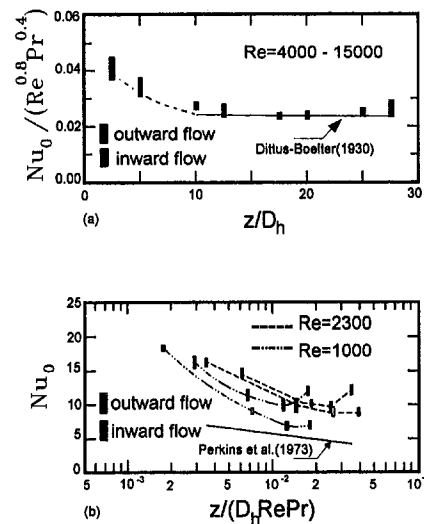 Nu₀/(Re⁰·⁸Pr⁰·⁴)
0.06
0.04
0.02
0.00
Re=4000 - 15000
outward flow
inward flow
Dittus-Boelter(1930)
0 5 10 15 20 25 30
(a)
z/Dₕ
Nu₀
25
20
15
10
5
0
Re=2300
Re=1000
outward flow
inward flow
Perkins et al.(1973)
5 10⁻³ 2 5 10⁻² 2 5 10⁻¹
(b)
z/(DₕRePr)